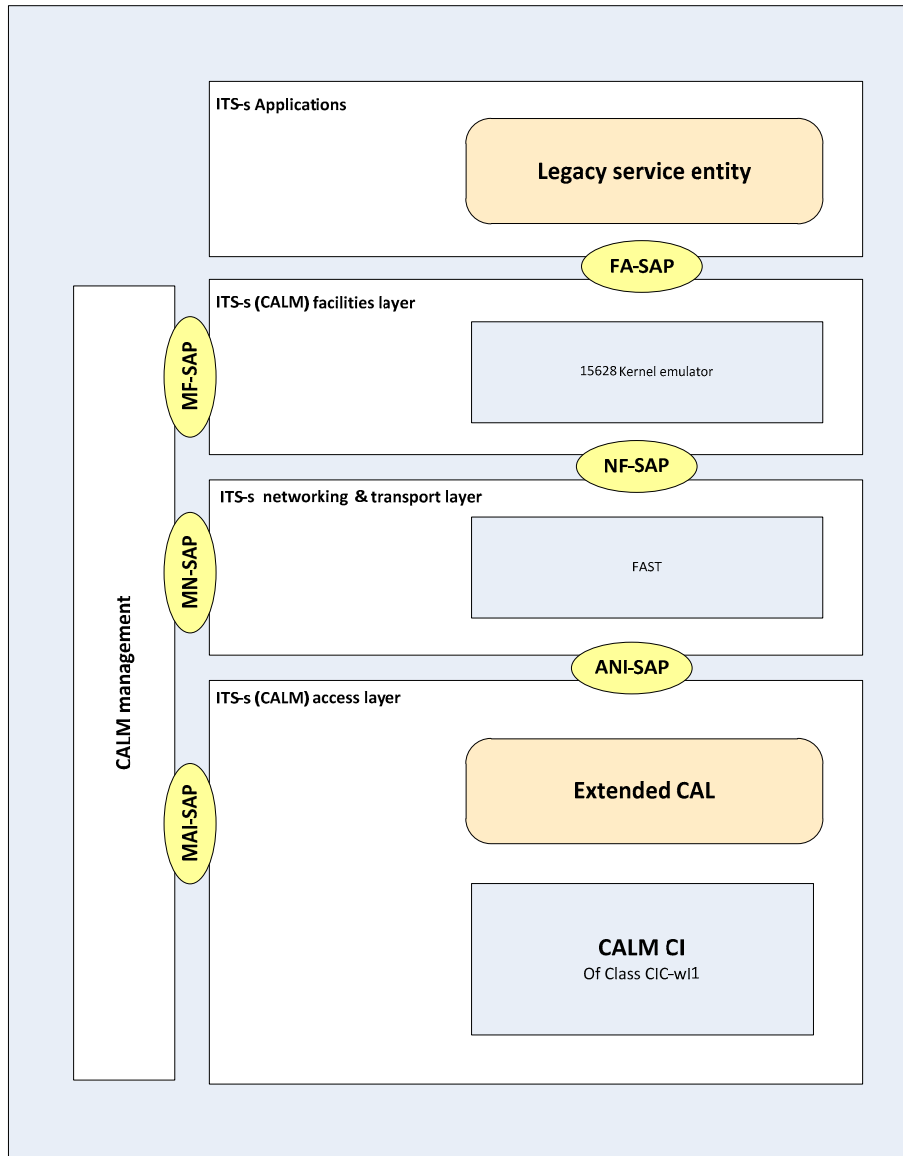 ITS-s Applications
Legacy service entity
FA-SAP
ITS-s (CALM) facilities layer
MF-SAP
15628 Kernel emulator
NF-SAP
ITS-s networking & transport layer
MN-SAP
FAST
CALM management
ANI-SAP
ITS-s (CALM) access layer
MAI-SAP
Extended CAL
CALM CI
Of Class CIC-wl1